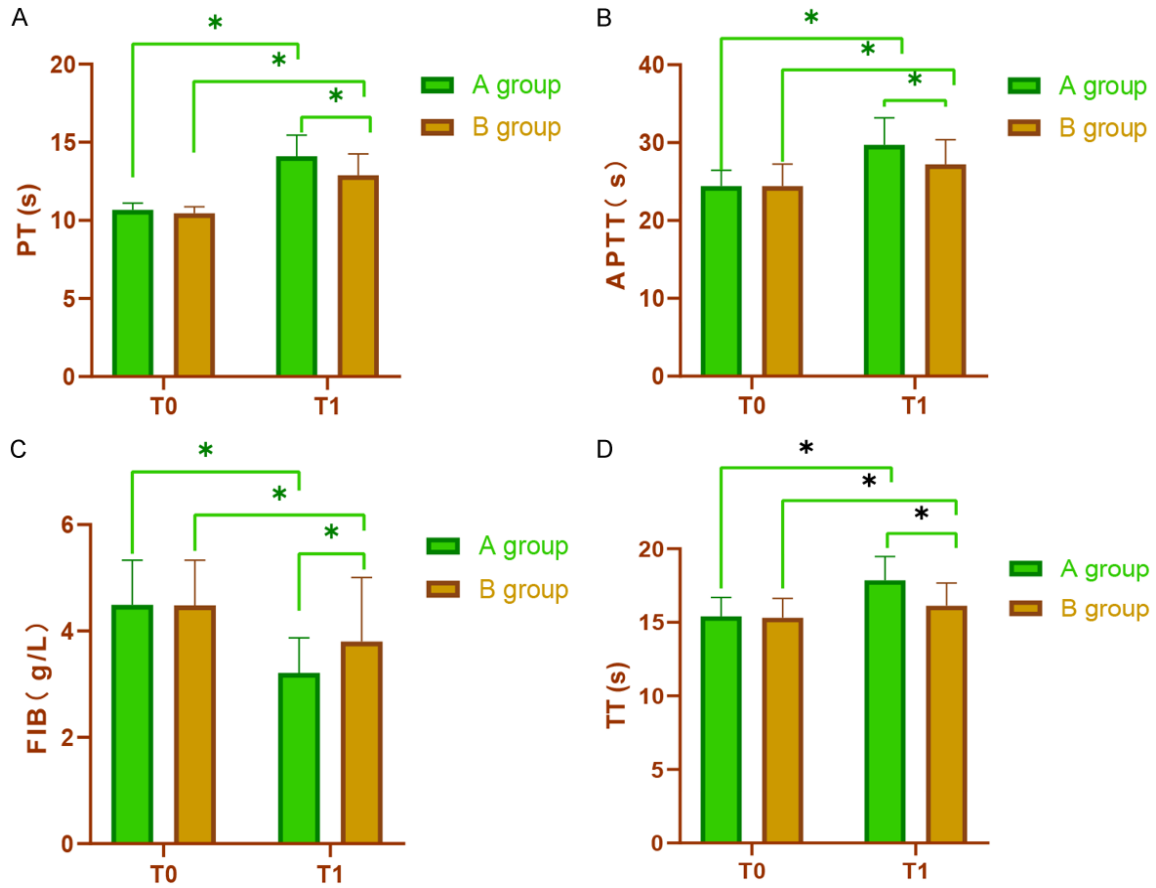 A
*
*
*
20
15
10
5
0
PT (s)
T0
T1
A group
B group
B
*
*
*
40
30
20
10
0
APTT( s)
T0
T1
A group
B group
C
*
*
*
6
4
2
0
FIB( g/L)
T0
T1
A group
B group
D
*
*
*
20
15
10
5
0
TT (s)
T0
T1
A group
B group